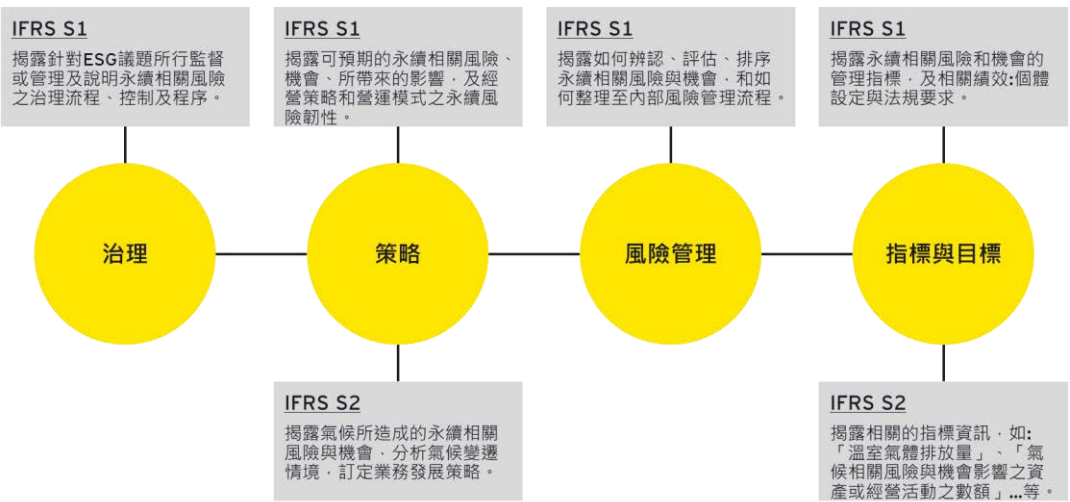 IFRS S1
揭露針對ESG議題所行監督
或管理及說明永續相關風險
之治理流程、控制及程序。
IFRS S1
揭露可預期的永續相關風險、
機會、所帶來的影響，及經
營策略和營運模式之永續風
險韌性。
IFRS S1
揭露如何辨認、評估、排序
永續相關風險與機會，和如
何整理至內部風險管理流程。
IFRS S1
揭露永續相關風險和機會的
管理指標，及相關績效:個體
設定與法規要求。
治理
策略
風險管理
指標與目標
IFRS S2
揭露氣候所造成的永續相關
風險與機會，分析氣候變遷
情境，訂定業務發展策略。
IFRS S2
揭露相關的指標資訊，如:
「溫室氣體排放量」、「氣
候相關風險與機會影響之資
產或經營活動之數額」...等。